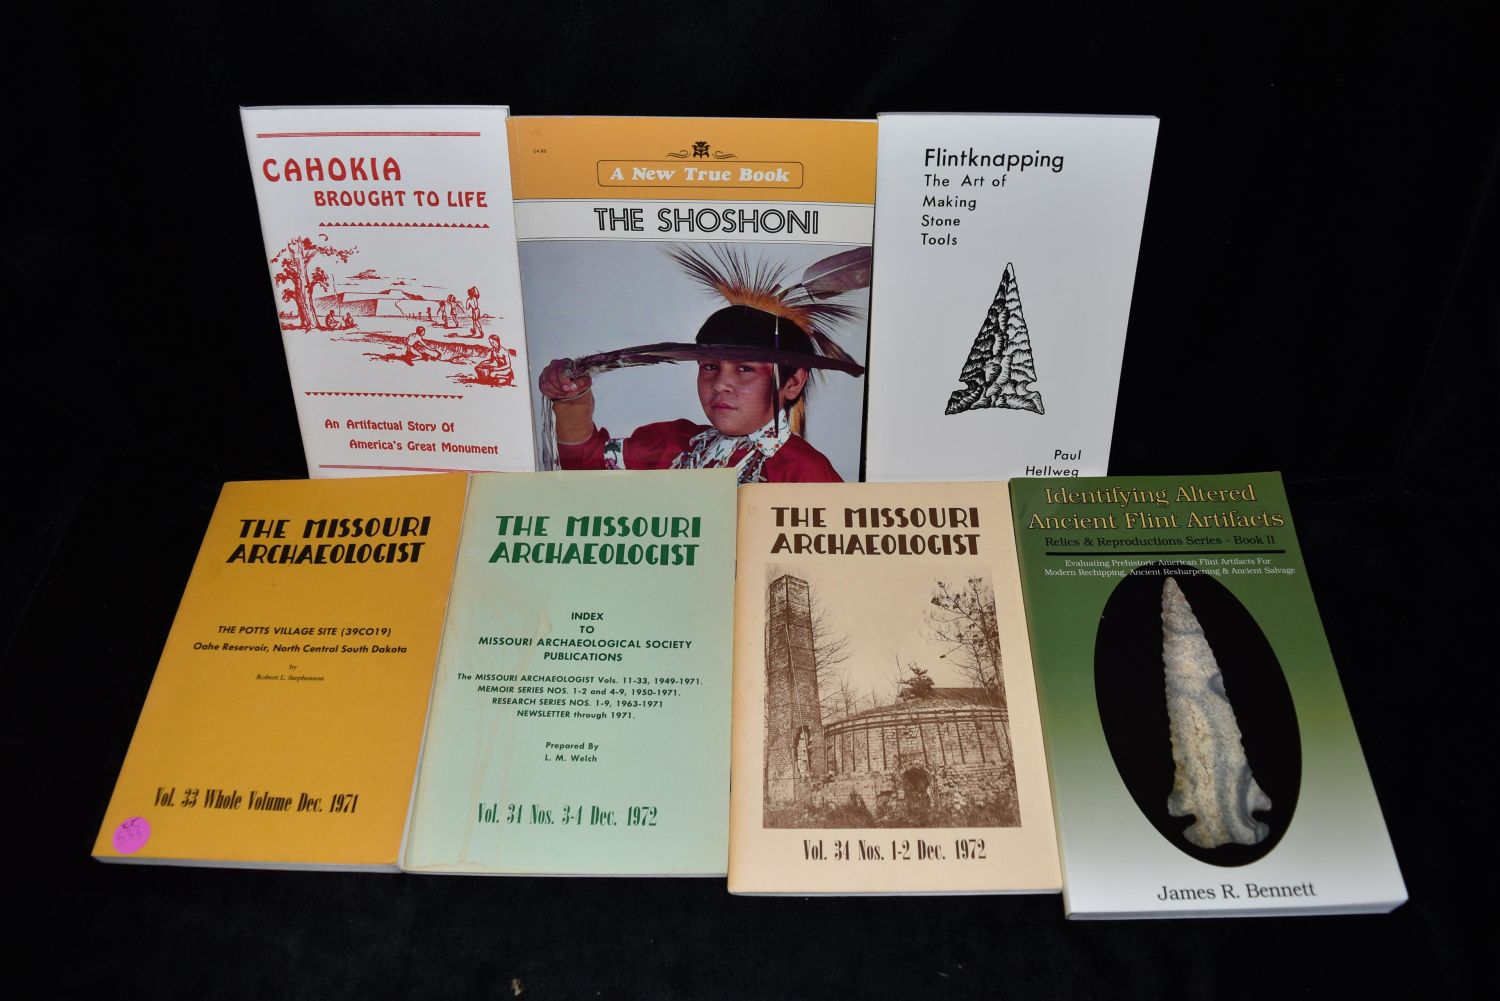 CAHOKIA
BROUGHT TO LIFE
An Artifactual Story Of
America's Great Monument
$4.95
A New True Book
THE SHOSHONI
Flintknapping
The Art of
Making
Stone
Tools
Paul
Hellweg
THE MISSOURI
ARCHAEOLOGIST
THE POTTS VILLAGE SITE (39CO19)
Oahe Reservoir, North Central South Dakota
by
Robert L. Stephenson
Vol. 33 Whole Volume Dec. 1971
THE MISSOURI
ARCHAEOLOGIST
INDEX
TO
MISSOURI ARCHAEOLOGICAL SOCIETY
PUBLICATIONS
The MISSOURI ARCHAEOLOGIST Vols. 11-33, 1949-1971.
MEMOIR SERIES NOS. 1-2 and 4-9, 1950-1971.
RESEARCH SERIES NOS. 1-9, 1963-1971
NEWSLETTER through 1971.
Prepared By
L. M. Welch
Vol. 34 Nos. 3-4 Dec. 1972
THE MISSOURI
ARCHAEOLOGIST
Vol. 34 Nos. 1-2 Dec. 1972
Identifying Altered
Ancient Flint Artifacts
Relics & Reproductions Series - Book II
Evaluating Prehistoric American Flint Artifacts For
Modern Rechipping, Ancient Resharpening & Ancient Salvage
James R. Bennett